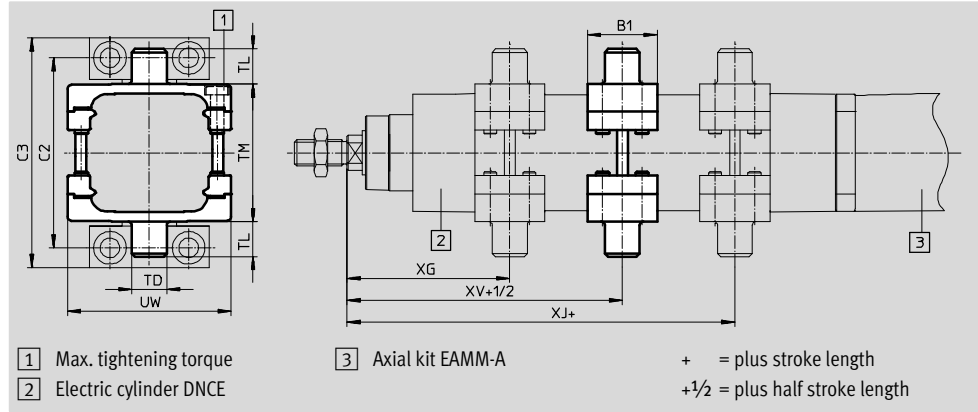 1
B1
TL
C3
C2
TM
TL
TD
UW
2
3
XG
XV+1/2
XJ+
1 Max. tightening torque
2 Electric cylinder DNCE
3 Axial kit EAMM-A
+ = plus stroke length
+½ = plus half stroke length